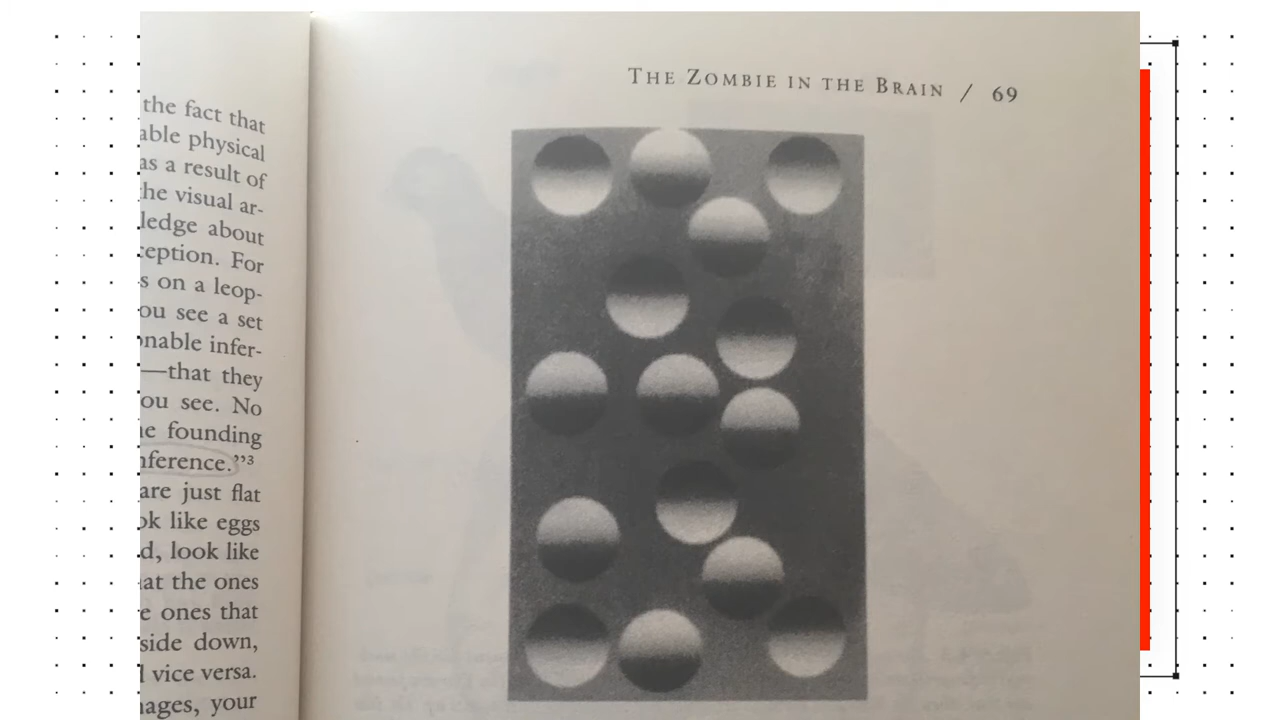 THE ZOMBIE IN THE BRAIN / 69
the fact that
able physical
as a result of
the visual ar-
ledge about
ception. For
s on a leop-
ou see a set
onable infer-
—that they
ou see. No
e founding
nference.”³
are just flat
ok like eggs
d, look like
at the ones
e ones that
side down,
l vice versa.
nages, your